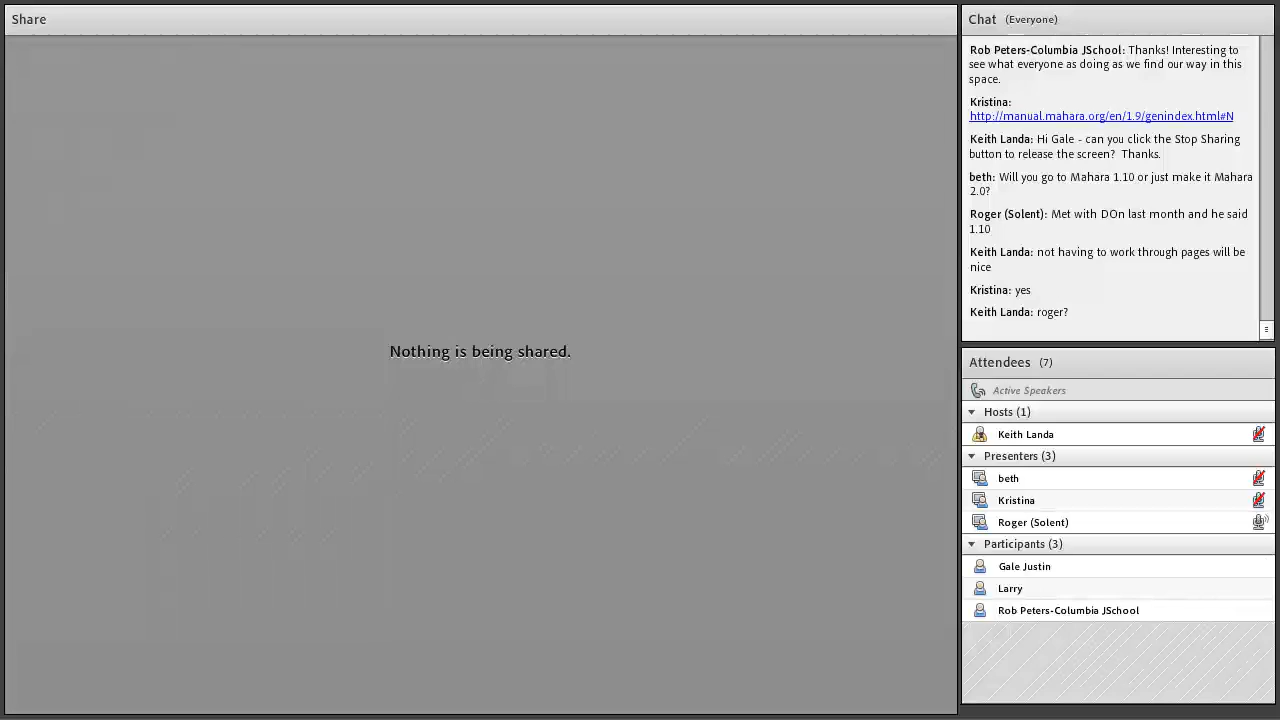 Share
Nothing is being shared.
Chat (Everyone)
Rob Peters-Columbia JSchool: Thanks! Interesting to
see what everyone as doing as we find our way in this
space.
Kristina:
http://manual.mahara.org/en/1.9/genindex.html#N
Keith Landa: Hi Gale - can you click the Stop Sharing
button to release the screen? Thanks.
beth: Will you go to Mahara 1.10 or just make it Mahara
2.0?
Roger (Solent): Met with DOn last month and he said
1.10
Keith Landa: not having to work through pages will be
nice
Kristina: yes
Keith Landa: roger?
Attendees (7)
Active Speakers
Hosts (1)
Keith Landa
Presenters (3)
beth
Kristina
Roger (Solent)
Participants (3)
Gale Justin
Larry
Rob Peters-Columbia JSchool